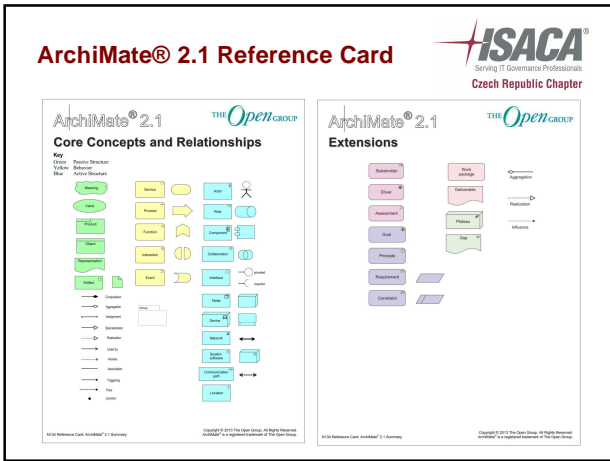 ArchiMate® 2.1 Reference Card
ISACA®
Serving IT Governance Professionals
Czech Republic Chapter
ArchiMate® 2.1
THE Open GROUP
Core Concepts and Relationships
Key
Green Passive Structure
Yellow Behavior
Blue Active Structure
Meaning
Value
Product
Object
Representation
Artifact
Service
Process
Function
Interaction
Event
Actor
Role
Component
Collaboration
Interface
provided
required
Node
Device
Network
System software
Communication path
Location
Composition
Aggregation
Assignment
Specialization
Realization
Used by
Access
Association
Triggering
Flow
Junction
Group
N134 Reference Card: ArchiMate® 2.1 Summary
Copyright © 2013 The Open Group. All Rights Reserved.
ArchiMate® is a registered trademark of The Open Group.
ArchiMate® 2.1
THE Open GROUP
Extensions
Stakeholder
Driver
Assessment
Goal
Principle
Requirement
Constraint
Work
package
Deliverable
Plateau
Gap
Aggregation
Realization
Influence
N134 Reference Card: ArchiMate® 2.1 Summary
Copyright © 2013 The Open Group. All Rights Reserved.
ArchiMate® is a registered trademark of The Open Group.